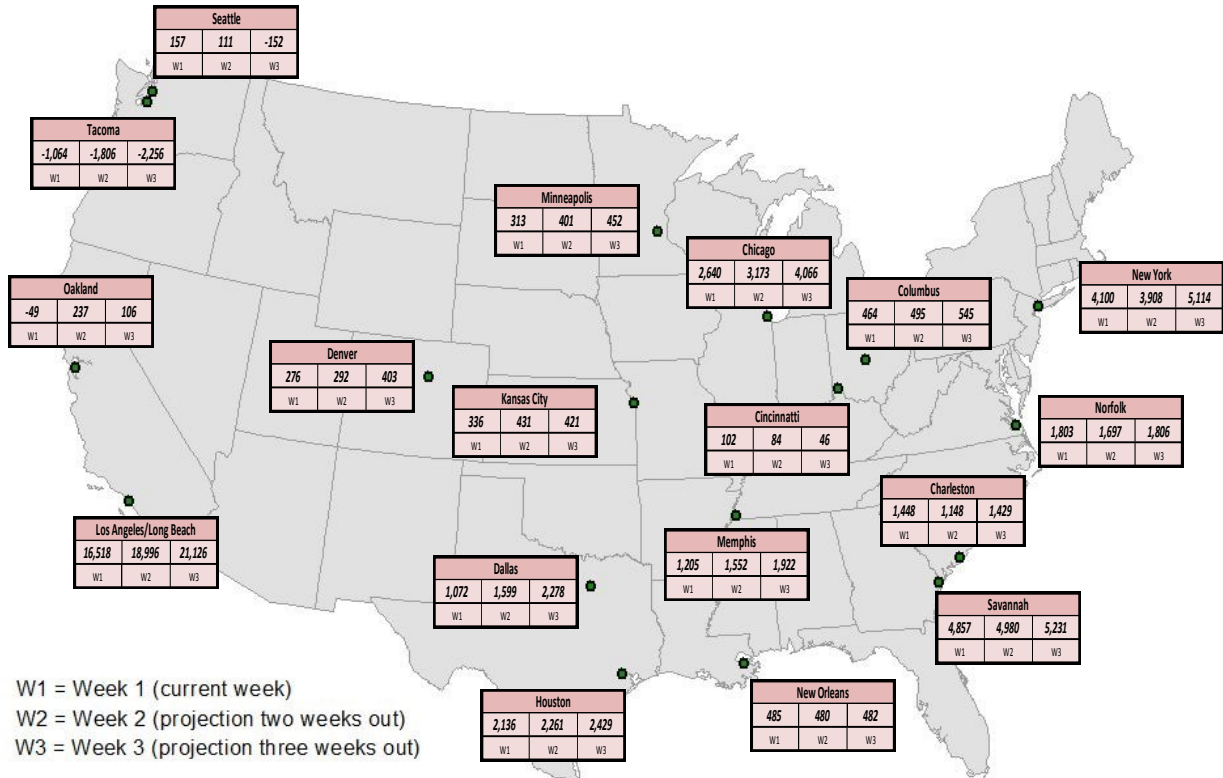 Seattle
157 111 -152
W1 W2 W3
Tacoma
-1,064 -1,806 -2,256
W1 W2 W3
Minneapolis
313 401 452
W1 W2 W3
Chicago
2,640 3,173 4,066
W1 W2 W3
New York
4,100 3,908 5,114
W1 W2 W3
Oakland
-49 237 106
W1 W2 W3
Columbus
464 495 545
W1 W2 W3
Denver
276 292 403
W1 W2 W3
Kansas City
336 431 421
W1 W2 W3
Cincinnatti
102 84 46
W1 W2 W3
Norfolk
1,803 1,697 1,806
W1 W2 W3
Charleston
1,448 1,148 1,429
W1 W2 W3
Los Angeles/Long Beach
16,518 18,996 21,126
W1 W2 W3
Memphis
1,205 1,552 1,922
W1 W2 W3
Dallas
1,072 1,599 2,278
W1 W2 W3
Savannah
4,857 4,980 5,231
W1 W2 W3
New Orleans
485 480 482
W1 W2 W3
Houston
2,136 2,261 2,429
W1 W2 W3
W1 = Week 1 (current week)
W2 = Week 2 (projection two weeks out)
W3 = Week 3 (projection three weeks out)